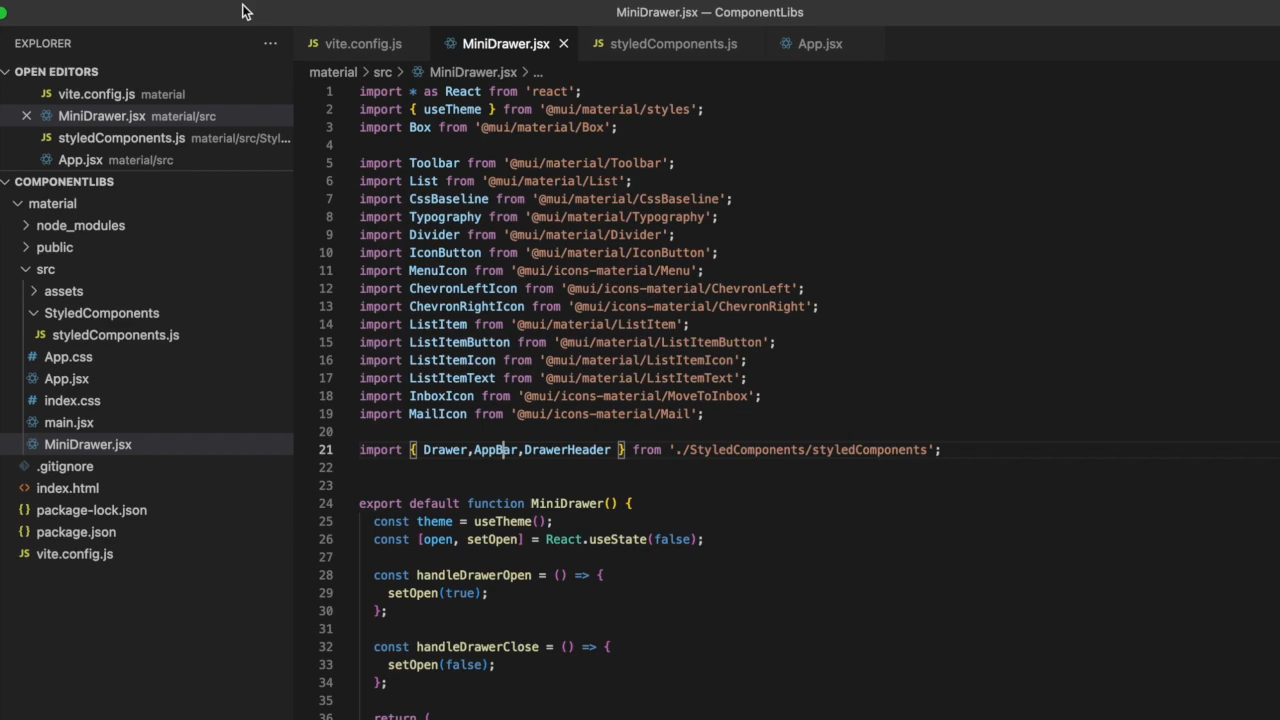 MiniDrawer.jsx — ComponentLibs
EXPLORER ...
JS vite.config.js
MiniDrawer.jsx
JS styledComponents.js
App.jsx
OPEN EDITORS
JS vite.config.js material
MiniDrawer.jsx material/src
JS styledComponents.js material/src/Styl...
App.jsx material/src
COMPONENTLIBS
material
node_modules
public
src
assets
StyledComponents
JS styledComponents.js
# App.css
App.jsx
# index.css
main.jsx
MiniDrawer.jsx
.gitignore
<> index.html
{} package-lock.json
{} package.json
JS vite.config.js
material > src > MiniDrawer.jsx > ...
1 import * as React from 'react';
2 import { useTheme } from '@mui/material/styles';
3 import Box from '@mui/material/Box';
4
5 import Toolbar from '@mui/material/Toolbar';
6 import List from '@mui/material/List';
7 import CssBaseline from '@mui/material/CssBaseline';
8 import Typography from '@mui/material/Typography';
9 import Divider from '@mui/material/Divider';
10 import IconButton from '@mui/material/IconButton';
11 import MenuIcon from '@mui/icons-material/Menu';
12 import ChevronLeftIcon from '@mui/icons-material/ChevronLeft';
13 import ChevronRightIcon from '@mui/icons-material/ChevronRight';
14 import ListItem from '@mui/material/ListItem';
15 import ListItemButton from '@mui/material/ListItemButton';
16 import ListItemIcon from '@mui/material/ListItemIcon';
17 import ListItemText from '@mui/material/ListItemText';
18 import InboxIcon from '@mui/icons-material/MoveToInbox';
19 import MailIcon from '@mui/icons-material/Mail';
20
21 import { Drawer,AppBar,DrawerHeader } from './StyledComponents/styledComponents';
22
23
24 export default function MiniDrawer() {
25 const theme = useTheme();
26 const [open, setOpen] = React.useState(false);
27
28 const handleDrawerOpen = () => {
29 setOpen(true);
30 };
31
32 const handleDrawerClose = () => {
33 setOpen(false);
34 };
35
36 return (